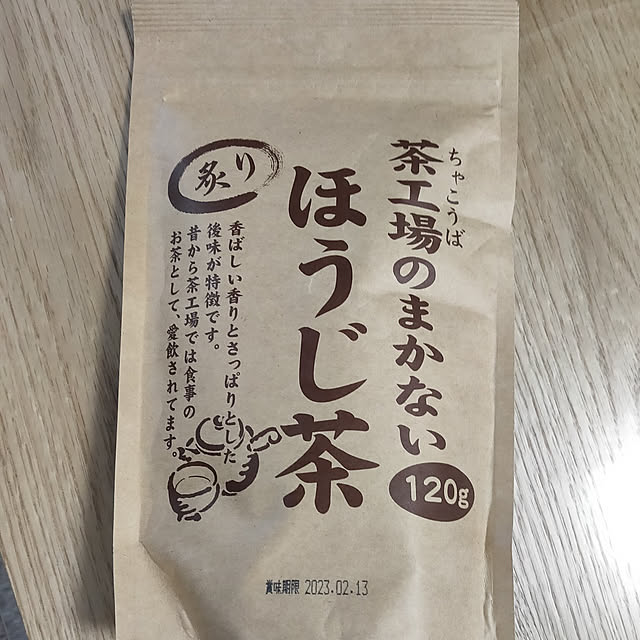 茶工場のまかない
ちゃこうば
120g
ほうじ茶
炙り
香ばしい香りとさっぱりとした
後味が特徴です。
昔から茶工場では食事の
お茶として、愛飲されてます。
賞味期限 2023.02.13